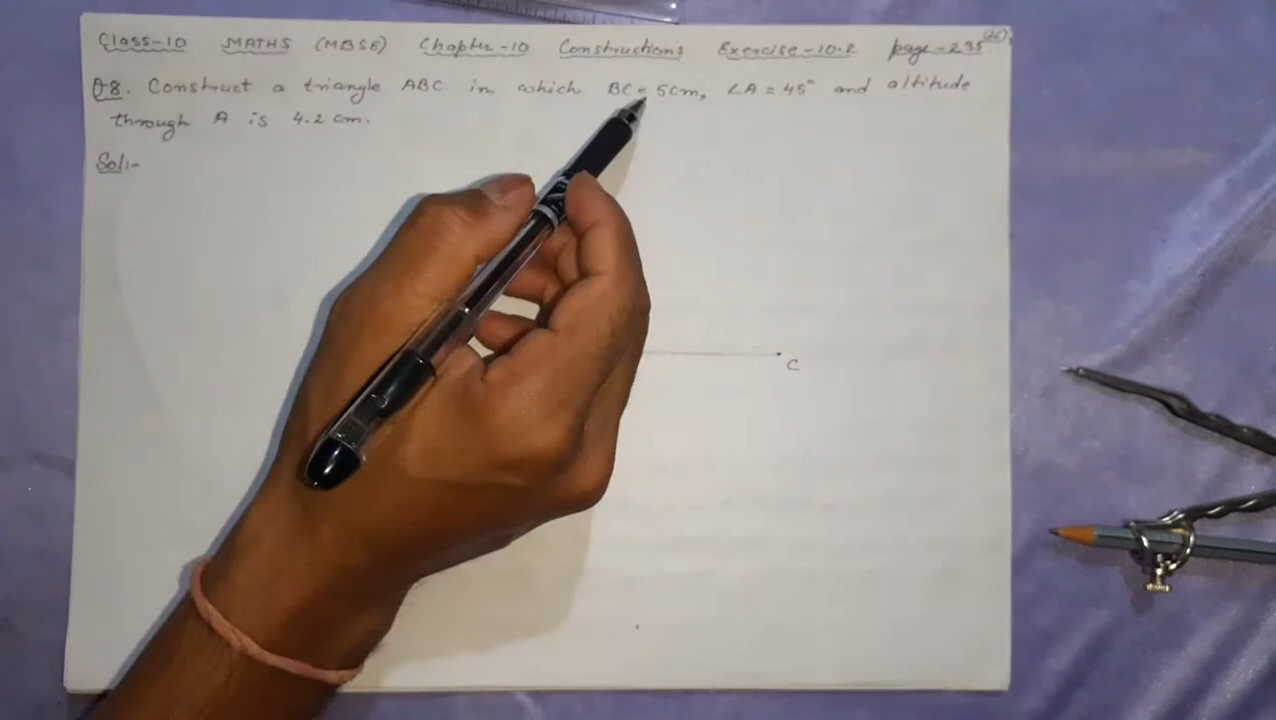 Class-10 MATHS (MBSE) Chapter-10 Constructions Exercise-10.2 page-235
Q8. Construct a triangle ABC in which BC = 5cm, ∠A = 45° and altitude
through A is 4.2 cm.
Sol:-
C